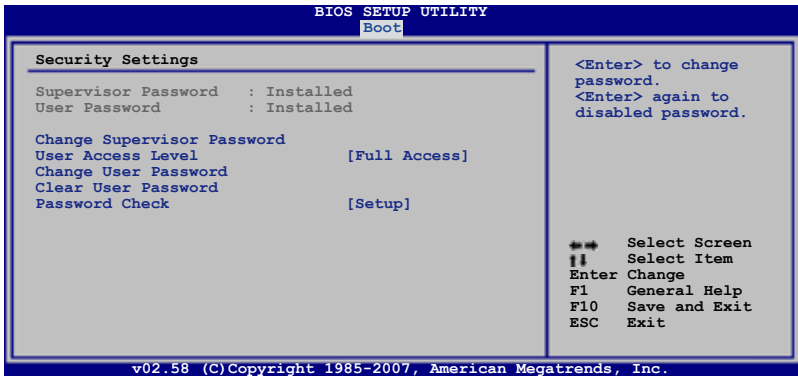 BIOS SETUP UTILITY
Boot
Security Settings
Supervisor Password : Installed
User Password : Installed
Change Supervisor Password
User Access Level [Full Access]
Change User Password
Clear User Password
Password Check [Setup]
<Enter> to change
password.
<Enter> again to
disabled password.
Select Screen
Select Item
Enter Change
F1 General Help
F10 Save and Exit
ESC Exit
v02.58 (C)Copyright 1985-2007, American Megatrends, Inc.